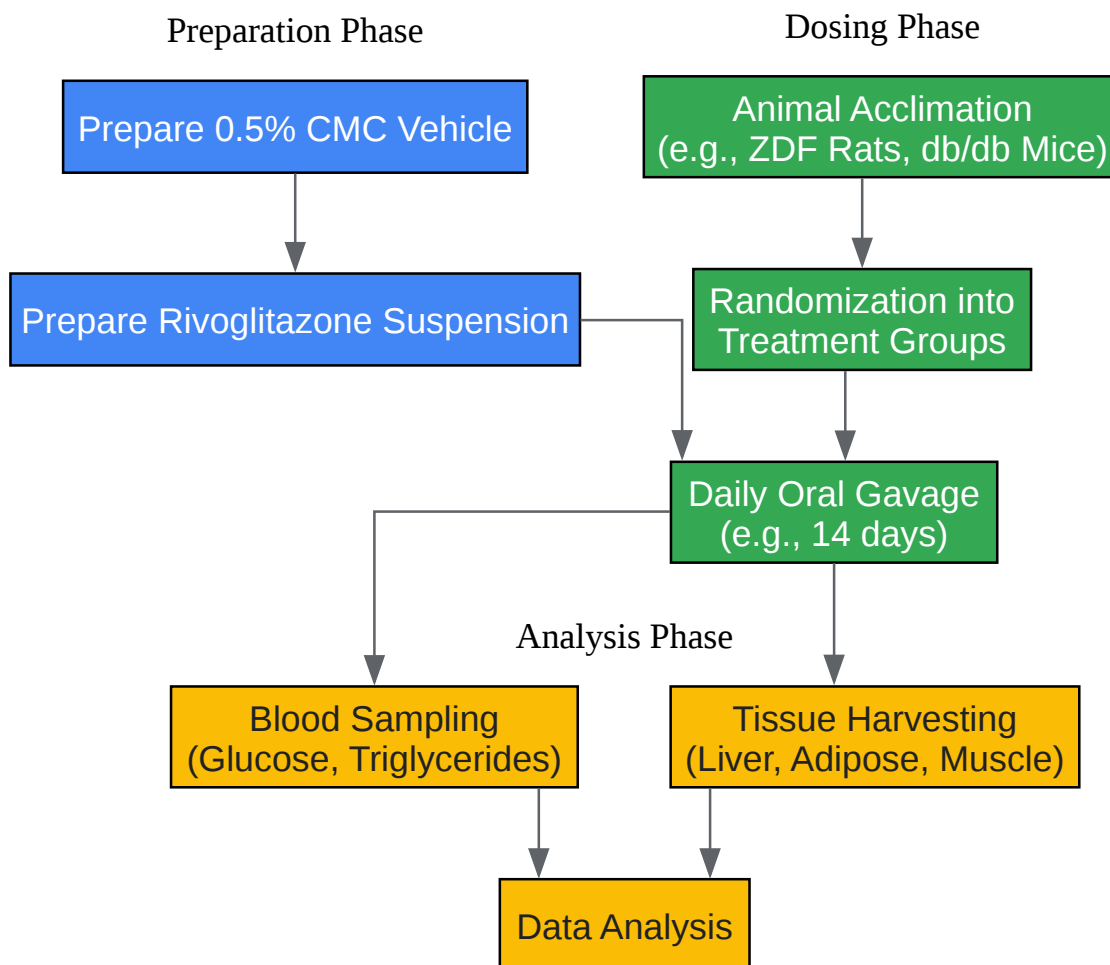 Preparation Phase
Dosing Phase
Prepare 0.5% CMC Vehicle
Animal Acclimation
(e.g., ZDF Rats, db/db Mice)
Prepare Rivoglitazone Suspension
Randomization into
Treatment Groups
Daily Oral Gavage
(e.g., 14 days)
Analysis Phase
Blood Sampling
(Glucose, Triglycerides)
Tissue Harvesting
(Liver, Adipose, Muscle)
Data Analysis